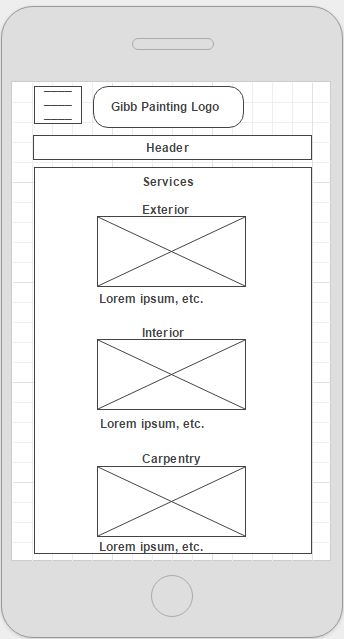 Gibb Painting Logo
Header
Services
Exterior
Lorem ipsum, etc.
Interior
Lorem ipsum, etc.
Carpentry
Lorem ipsum, etc.